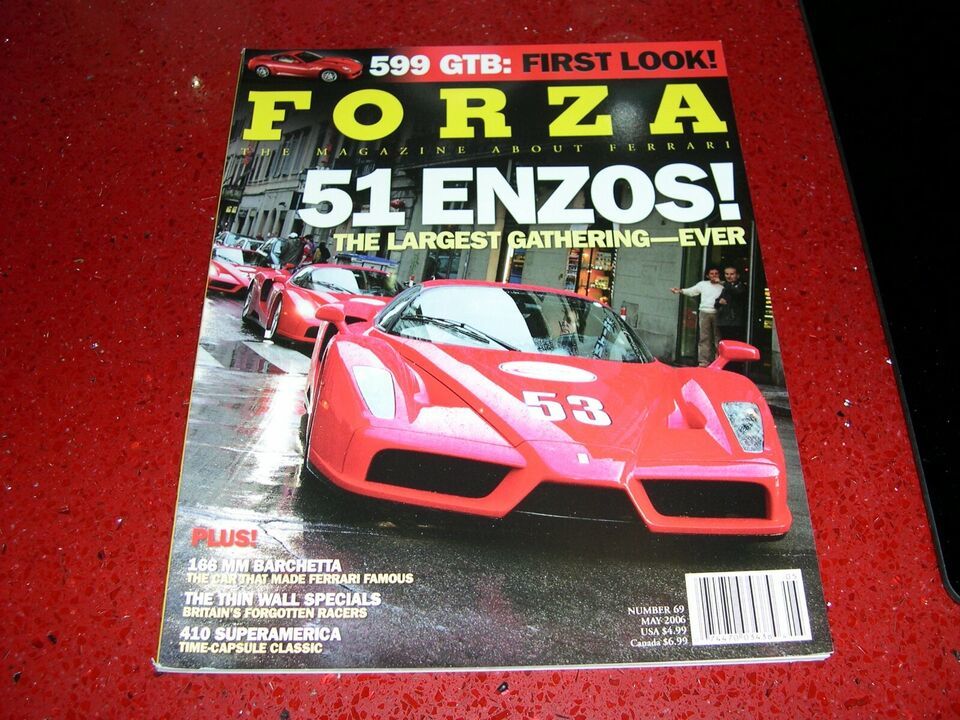 599 GTB: FIRST LOOK!
FORZA
THE MAGAZINE ABOUT FERRARI
51 ENZOS!
THE LARGEST GATHERING—EVER
53
PLUS!
166 MM BARCHETTA
THE CAR THAT MADE FERRARI FAMOUS
THE THIN WALL SPECIALS
BRITAIN'S FORGOTTEN RACERS
410 SUPERAMERICA
TIME-CAPSULE CLASSIC
NUMBER 69
MAY 2006
USA $4.99
Canada $6.99